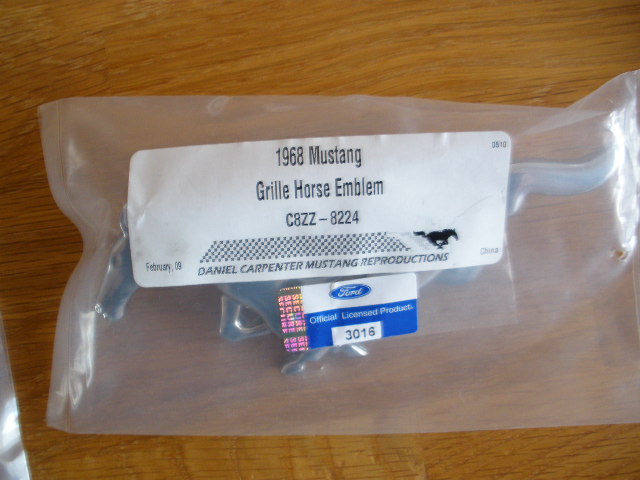 0510
1968 Mustang
Grille Horse Emblem
C8ZZ - 8224
February, 09
China
DANIEL CARPENTER MUSTANG REPRODUCTIONS
Ford
Official Licensed Product
3016